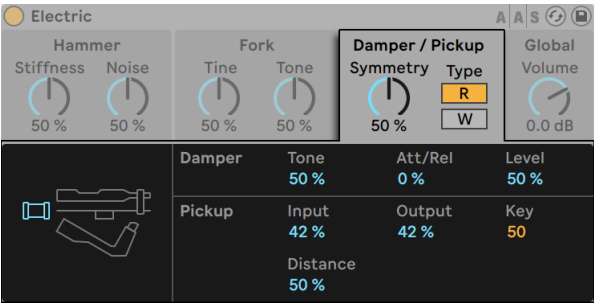 Electric A A S
Hammer Fork Damper / Pickup Global
Stiffness Noise Tine Tone Symmetry Type Volume
R
50 % 50 % 50 % 50 % 50 % W 0.0 dB
Damper Tone Att/Rel Level
50 % 0 % 50 %
Pickup Input Output Key
42 % 42 % 50
Distance
50 %